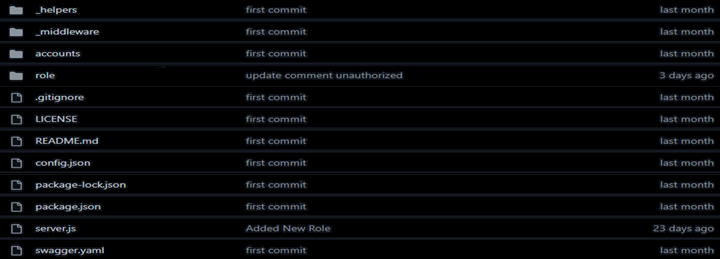 _helpers first commit last month
_middleware first commit last month
accounts first commit last month
role update comment unauthorized 3 days ago
.gitignore first commit last month
LICENSE first commit last month
README.md first commit last month
config.json first commit last month
package-lock.json first commit last month
package.json first commit last month
server.js Added New Role 23 days ago
swagger.yaml first commit last month